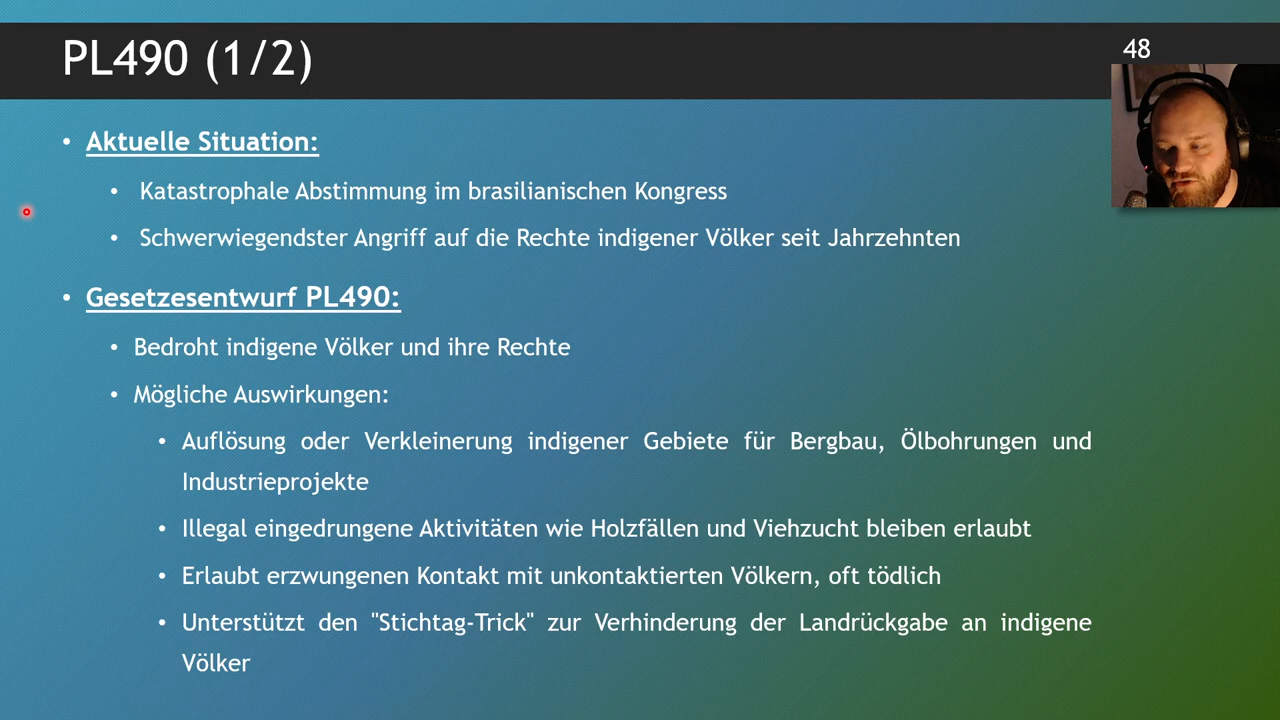 PL490 (1/2)
48
• Aktuelle Situation:
• Katastrophale Abstimmung im brasilianischen Kongress
• Schwerwiegendster Angriff auf die Rechte indigener Völker seit Jahrzehnten
• Gesetzesentwurf PL490:
• Bedroht indigene Völker und ihre Rechte
• Mögliche Auswirkungen:
• Auflösung oder Verkleinerung indigener Gebiete für Bergbau, Ölbohrungen und
Industrieprojekte
• Illegal eingedrungene Aktivitäten wie Holzfällen und Viehzucht bleiben erlaubt
• Erlaubt erzwungenen Kontakt mit unkontaktierten Völkern, oft tödlich
• Unterstützt den "Stichtag-Trick" zur Verhinderung der Landrückgabe an indigene
Völker